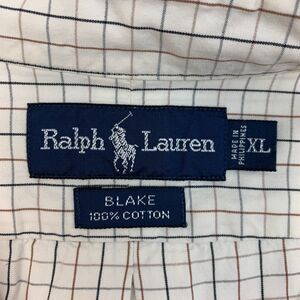 Ralph Lauren
MADE IN
PHILIPPINES
XL
BLAKE
100% COTTON